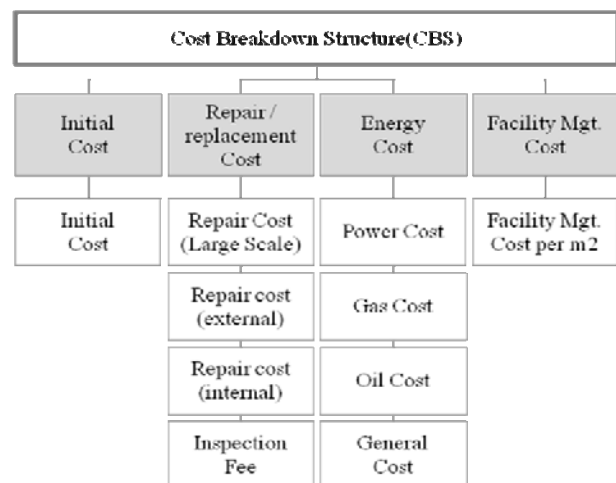 Cost Breakdown Structure(CBS)
Initial
Cost
Repair /
replacement
Cost
Energy
Cost
Facility Mgt.
Cost
Initial
Cost
Repair Cost
(Large Scale)
Power Cost
Facility Mgt.
Cost per m2
Repair cost
(external)
Gas Cost
Repair cost
(internal)
Oil Cost
Inspection
Fee
General
Cost